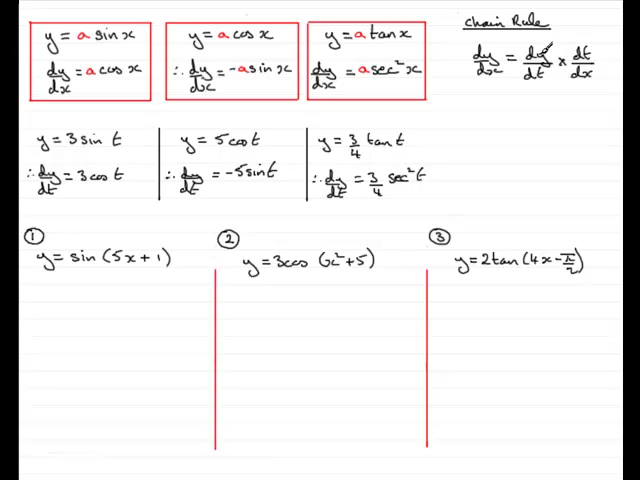 y = a sin x
dy/dx = a cos x
y = a cos x
∴ dy/dx = -a sin x
y = a tan x
dy/dx = a sec² x
Chain Rule
dy/dx = dy/dt × dt/dx
y = 3 sin t
∴ dy/dt = 3 cos t
y = 5 cos t
∴ dy/dt = -5 sin t
y = 3/4 tan t
∴ dy/dt = 3/4 sec² t
①
y = sin (5x + 1)
②
y = 3cos (x² + 5)
③
y = 2 tan (4x - π/2)